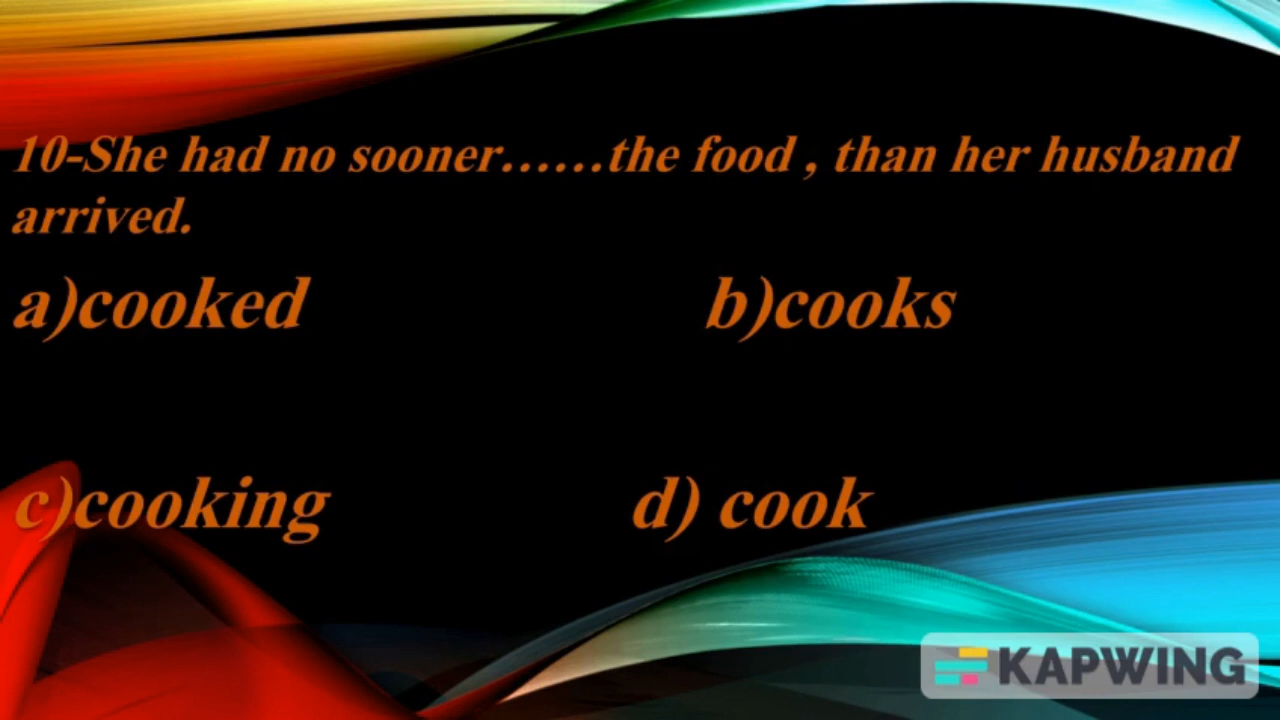 10-She had no sooner......the food , than her husband
arrived.
a)cooked b)cooks
c)cooking d) cook
KAPWING